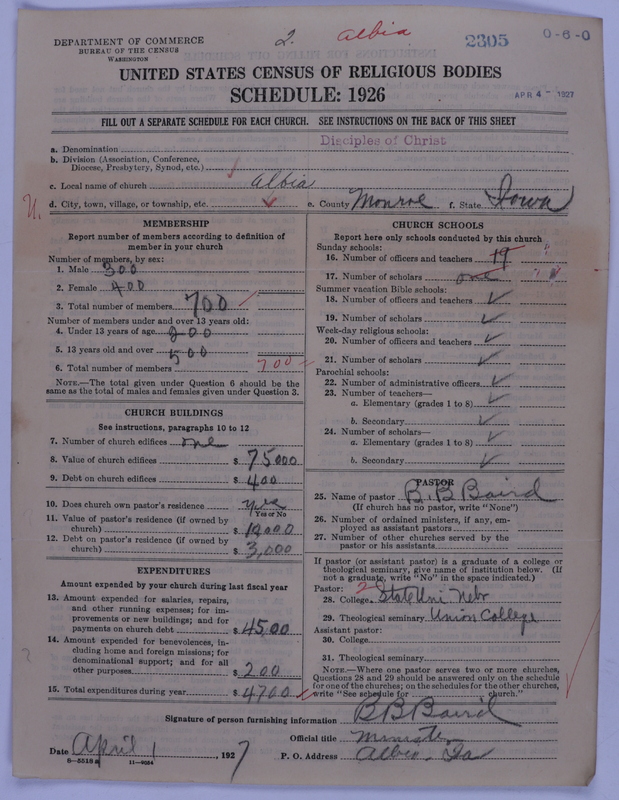 DEPARTMENT OF COMMERCE
BUREAU OF THE CENSUS
WASHINGTON
2. Albia
2305
0-6-0
UNITED STATES CENSUS OF RELIGIOUS BODIES
SCHEDULE: 1926
APR 4 - 1927
FILL OUT A SEPARATE SCHEDULE FOR EACH CHURCH. SEE INSTRUCTIONS ON THE BACK OF THIS SHEET
a. Denomination Disciples of Christ
b. Division (Association, Conference,
Diocese, Presbytery, Synod, etc.)
c. Local name of church Albia
d. City, town, village, or township, etc. e. County Monroe f. State Iowa
MEMBERSHIP
Report number of members according to definition of
member in your church
Number of members, by sex:
1. Male 300
2. Female 400
3. Total number of members 700
Number of members under and over 13 years old:
4. Under 13 years of age 200
5. 13 years old and over 500
6. Total number of members 700
NOTE.—The total given under Question 6 should be the
same as the total of males and females given under Question 3.
CHURCH BUILDINGS
See instructions, paragraphs 10 to 12
7. Number of church edifices one
8. Value of church edifices $ 75000
9. Debt on church edifices $ 400
10. Does church own pastor's residence yes
Yes or No
11. Value of pastor's residence (if owned by
church) $ 10000
12. Debt on pastor's residence (if owned by
church) $ 3,000
EXPENDITURES
Amount expended by your church during last fiscal year
13. Amount expended for salaries, repairs,
and other running expenses; for im-
provements or new buildings; and for
payments on church debt $ 4500
14. Amount expended for benevolences, in-
cluding home and foreign missions; for
denominational support; and for all
other purposes $ 200
15. Total expenditures during year $ 4700
CHURCH SCHOOLS
Report here only schools conducted by this church
Sunday schools:
16. Number of officers and teachers 19
17. Number of scholars one
Summer vacation Bible schools:
18. Number of officers and teachers
19. Number of scholars
Week-day religious schools:
20. Number of officers and teachers
21. Number of scholars
Parochial schools:
22. Number of administrative officers
23. Number of teachers—
a. Elementary (grades 1 to 8)
b. Secondary
24. Number of scholars—
a. Elementary (grades 1 to 8)
b. Secondary
PASTOR
25. Name of pastor B. B Baird
(If church has no pastor, write "None")
26. Number of ordained ministers, if any, em-
ployed as assistant pastors
27. Number of other churches served by the
pastor or his assistants
If pastor (or assistant pastor) is a graduate of a college or
theological seminary, give name of institution below. (If
not a graduate, write "No" in the space indicated.)
Pastor: 2
28. College State Uni Nebr
29. Theological seminary Union College
Assistant pastor:
30. College
31. Theological seminary
NOTE.—Where one pastor serves two or more churches,
Questions 28 and 29 should be answered only on the schedule
for one of the churches; on the schedules for the other churches,
write "See schedule for church."
Signature of person furnishing information B B Baird
Official title Minister
Date April 1 1927 P. O. Address Albia, Ia
6—5518 a 11—9024